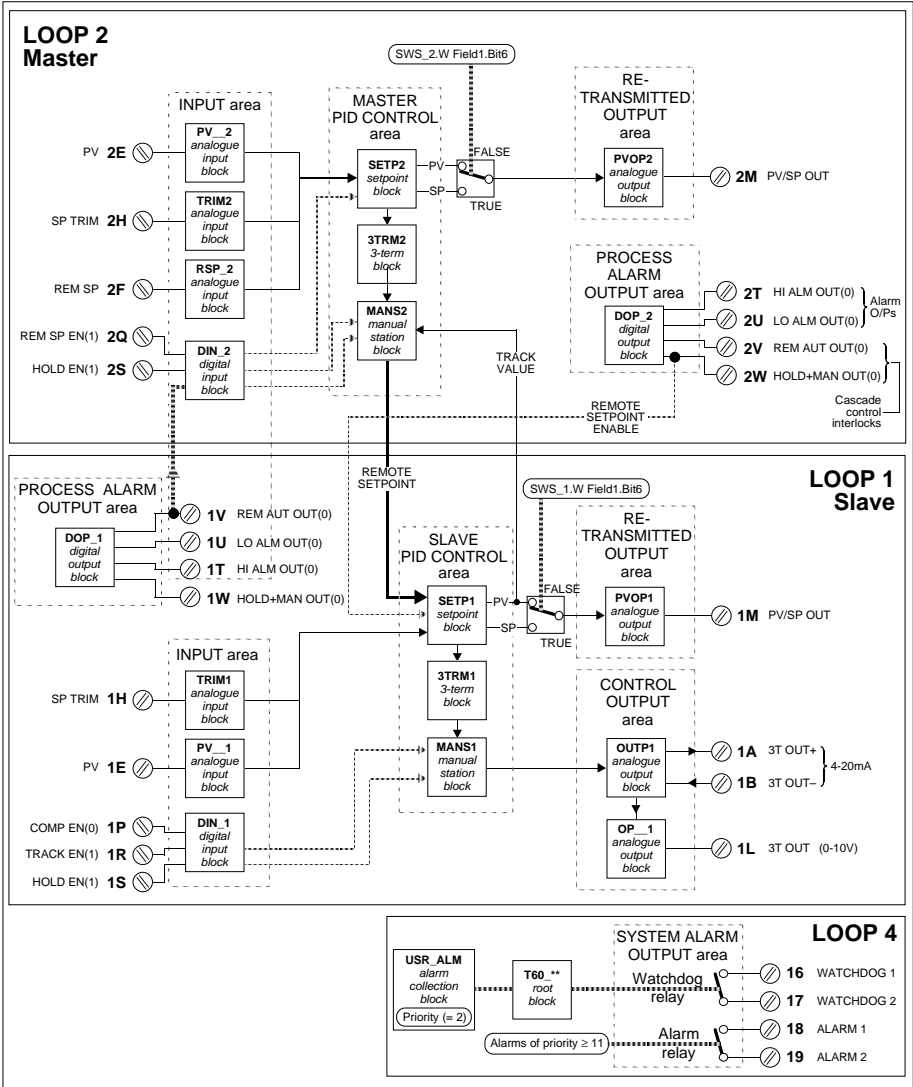 LOOP 2
Master
SWS_2.W Field1.Bit6
INPUT area
MASTER
PID CONTROL
area
RE-
TRANSMITTED
OUTPUT
area
PV 2E
PV__2
analogue
input
block
SETP2
setpoint
block
PV
SP
FALSE
TRUE
PVOP2
analogue
output
block
2M PV/SP OUT
SP TRIM 2H
TRIM2
analogue
input
block
3TRM2
3-term
block
REM SP 2F
RSP_2
analogue
input
block
MANS2
manual
station
block
REM SP EN(1) 2Q
HOLD EN(1) 2S
DIN_2
digital
input
block
TRACK
VALUE
PROCESS
ALARM
OUTPUT area
DOP_2
digital
output
block
2T HI ALM OUT(0)
2U LO ALM OUT(0)
Alarm
O/Ps
2V REM AUT OUT(0)
2W HOLD+MAN OUT(0)
Cascade
control
interlocks
REMOTE
SETPOINT
ENABLE
REMOTE
SETPOINT
LOOP 1
Slave
SWS_1.W Field1.Bit6
PROCESS ALARM
OUTPUT area
DOP_1
digital
output
block
1V REM AUT OUT(0)
1U LO ALM OUT(0)
1T HI ALM OUT(0)
1W HOLD+MAN OUT(0)
SLAVE
PID CONTROL
area
RE-
TRANSMITTED
OUTPUT
area
SETP1
setpoint
block
PV
SP
FALSE
TRUE
PVOP1
analogue
output
block
1M PV/SP OUT
INPUT area
SP TRIM 1H
TRIM1
analogue
input
block
3TRM1
3-term
block
CONTROL
OUTPUT
area
PV 1E
PV__1
analogue
input
block
MANS1
manual
station
block
OUTP1
analogue
output
block
1A 3T OUT+
1B 3T OUT–
4-20mA
COMP EN(0) 1P
TRACK EN(1) 1R
HOLD EN(1) 1S
DIN_1
digital
input
block
OP__1
analogue
output
block
1L 3T OUT (0-10V)
LOOP 4
SYSTEM ALARM
OUTPUT area
USR_ALM
alarm
collection
block
Priority (= 2)
T60_**
root
block
Watchdog
relay
16 WATCHDOG 1
17 WATCHDOG 2
Alarms of priority ≥ 11
Alarm
relay
18 ALARM 1
19 ALARM 2